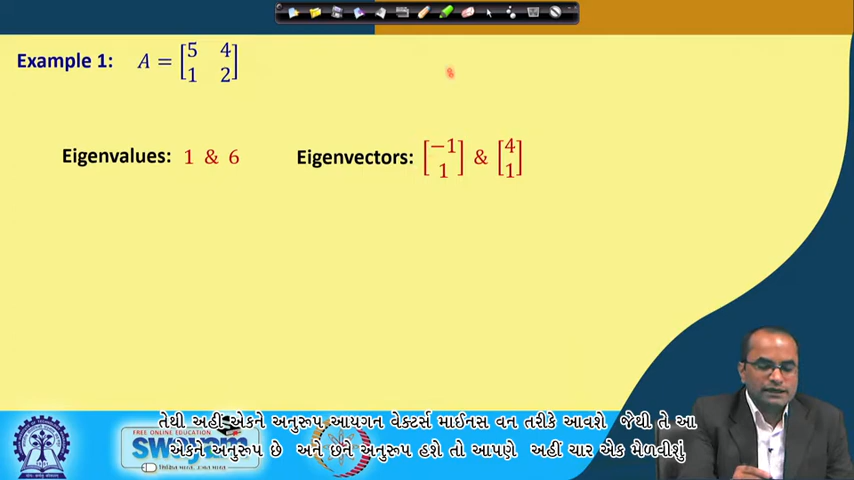 Example 1: A = [5 4
1 2]
Eigenvalues: 1 & 6 Eigenvectors: [−1
1] & [4
1]
FREE ONLINE EDUCATION
swayam
તેથી અહીં એકને અનુરૂપ આયગન વેક્ટર્સ માઈનસ વન તરીકે આવશે જેથી તે આ
એકને અનુરૂપ છે અને છને અનુરૂપ હશે તો આપણે અહીં ચાર એક મેળવીશું